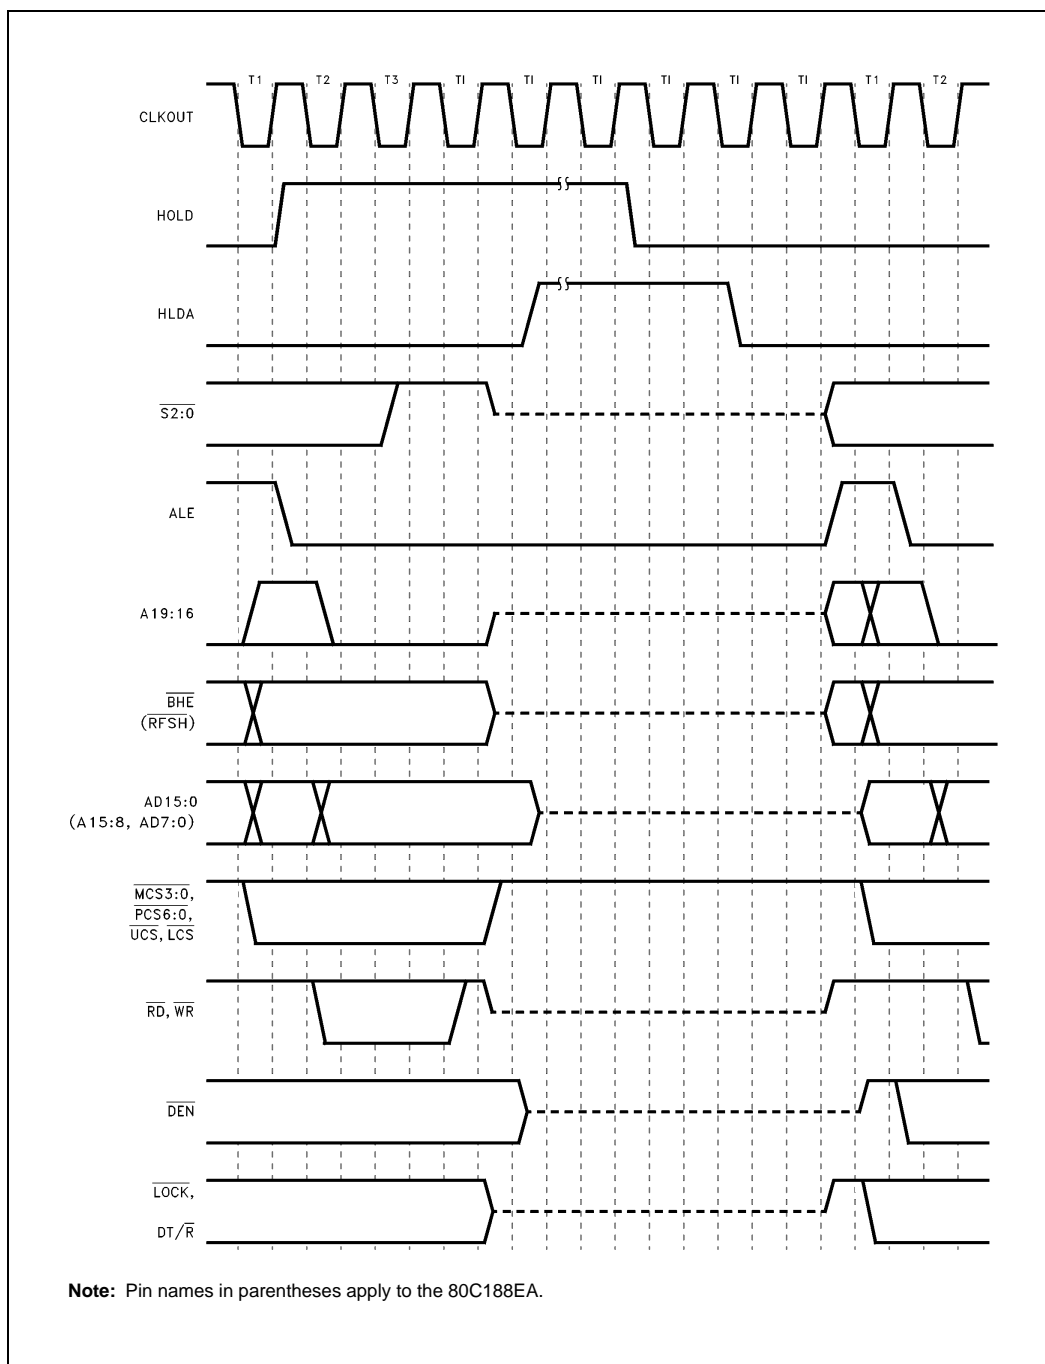 T1 T2 T3 TI TI TI TI TI TI T1 T2
CLKOUT
HOLD
HLDA
S2:0
ALE
A19:16
BHE
(RFSH)
AD15:0
(A15:8, AD7:0)
MCS3:0,
PCS6:0,
UCS, LCS
RD, WR
DEN
LOCK,
DT/R
Note: Pin names in parentheses apply to the 80C188EA.